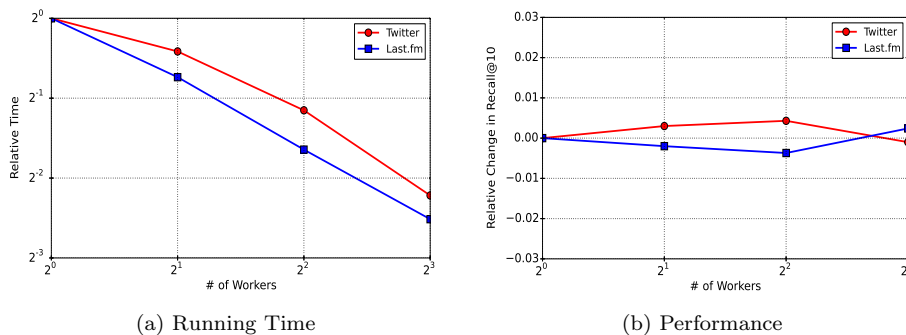 2^0
2^-1
2^-2
2^-3
Relative Time
Twitter
Last.fm
2^0 2^1 2^2 2^3
# of Workers
(a) Running Time
0.03
0.02
0.01
0.00
−0.01
−0.02
−0.03
Relative Change in Recall@10
Twitter
Last.fm
2^0 2^1 2^2
# of Workers
(b) Performance